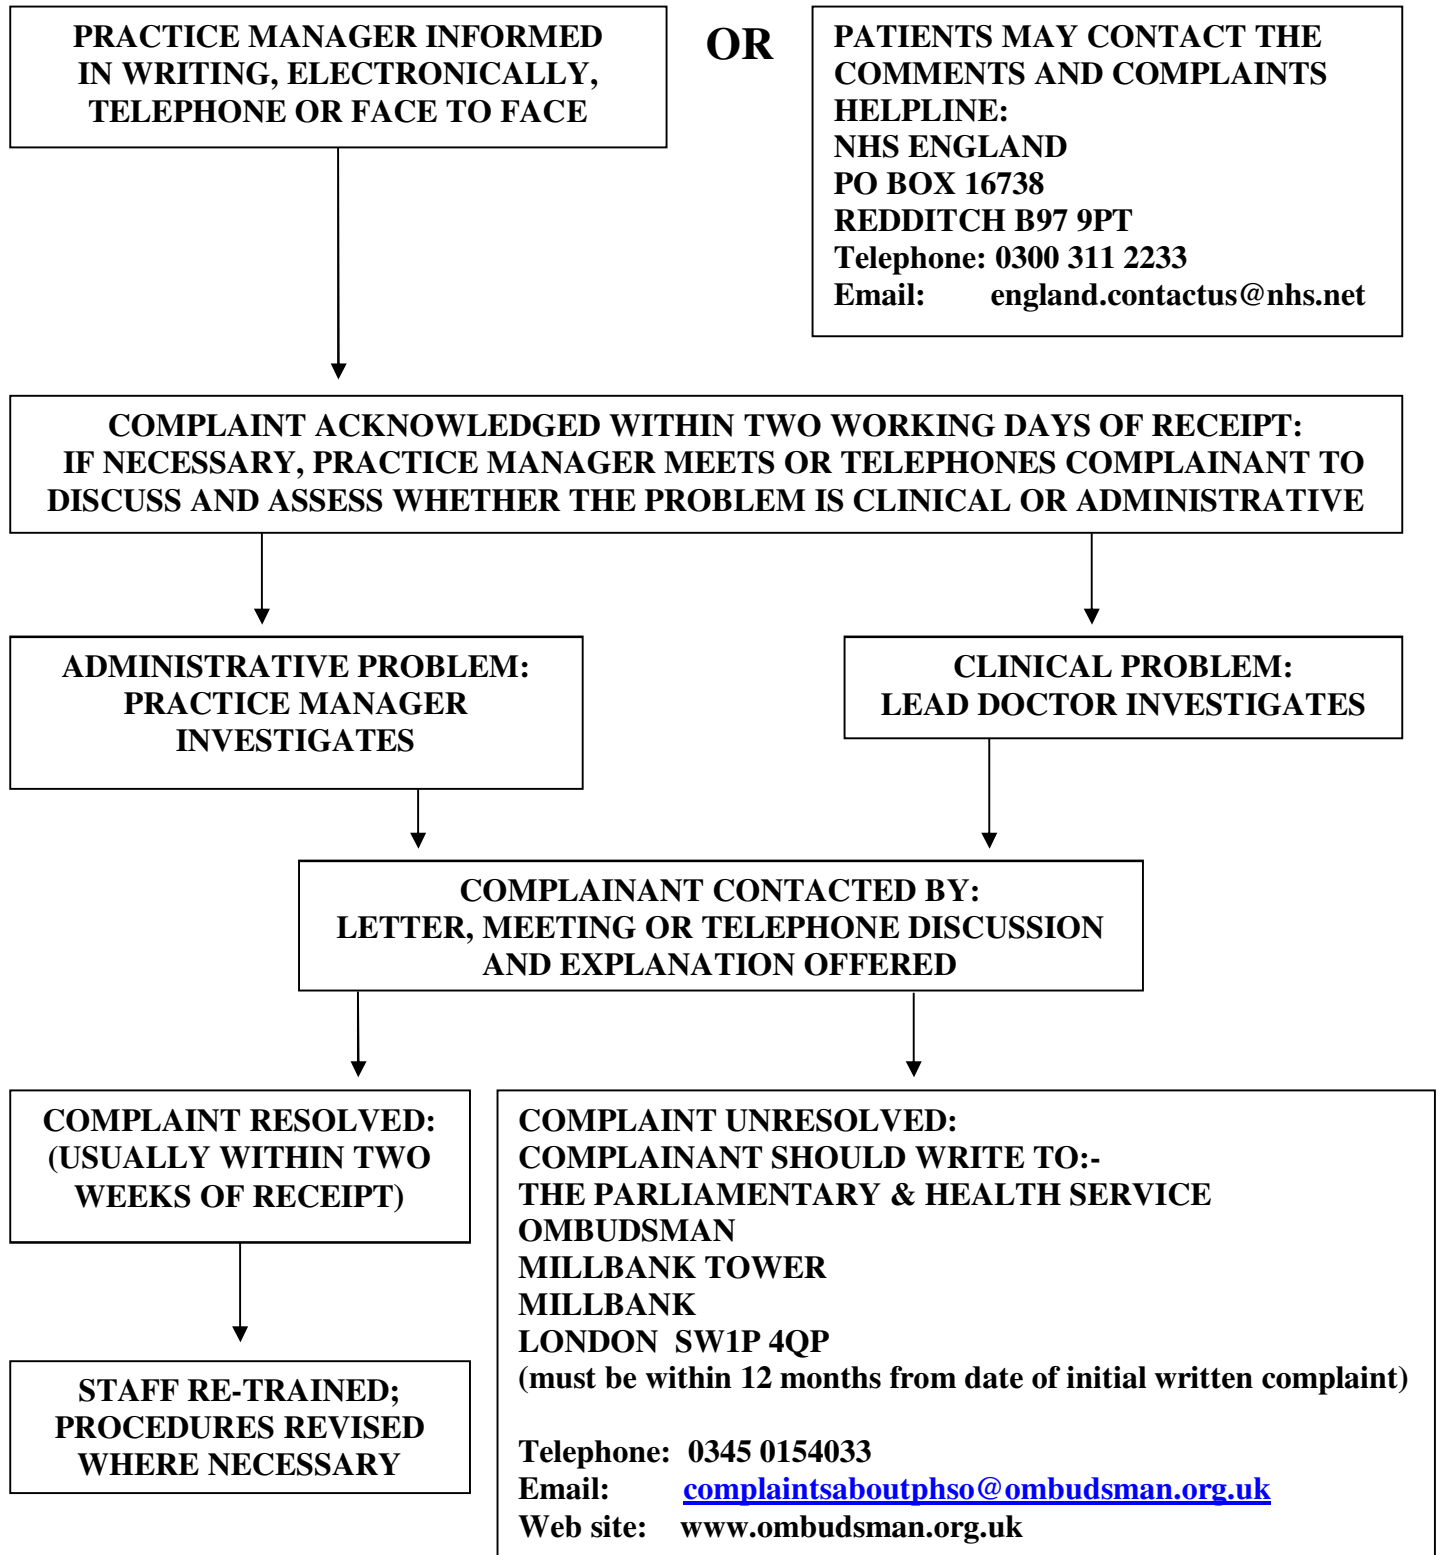 PRACTICE MANAGER INFORMED
IN WRITING, ELECTRONICALLY,
TELEPHONE OR FACE TO FACE
OR
PATIENTS MAY CONTACT THE
COMMENTS AND COMPLAINTS
HELPLINE:
NHS ENGLAND
PO BOX 16738
REDDITCH B97 9PT
Telephone: 0300 311 2233
Email: england.contactus@nhs.net
COMPLAINT ACKNOWLEDGED WITHIN TWO WORKING DAYS OF RECEIPT:
IF NECESSARY, PRACTICE MANAGER MEETS OR TELEPHONES COMPLAINANT TO
DISCUSS AND ASSESS WHETHER THE PROBLEM IS CLINICAL OR ADMINISTRATIVE
ADMINISTRATIVE PROBLEM:
PRACTICE MANAGER
INVESTIGATES
CLINICAL PROBLEM:
LEAD DOCTOR INVESTIGATES
COMPLAINANT CONTACTED BY:
LETTER, MEETING OR TELEPHONE DISCUSSION
AND EXPLANATION OFFERED
COMPLAINT RESOLVED:
(USUALLY WITHIN TWO
WEEKS OF RECEIPT)
STAFF RE-TRAINED;
PROCEDURES REVISED
WHERE NECESSARY
COMPLAINT UNRESOLVED:
COMPLAINANT SHOULD WRITE TO:-
THE PARLIAMENTARY & HEALTH SERVICE
OMBUDSMAN
MILLBANK TOWER
MILLBANK
LONDON SW1P 4QP
(must be within 12 months from date of initial written complaint)
Telephone: 0345 0154033
Email: complaintsaboutphso@ombudsman.org.uk
Web site: www.ombudsman.org.uk